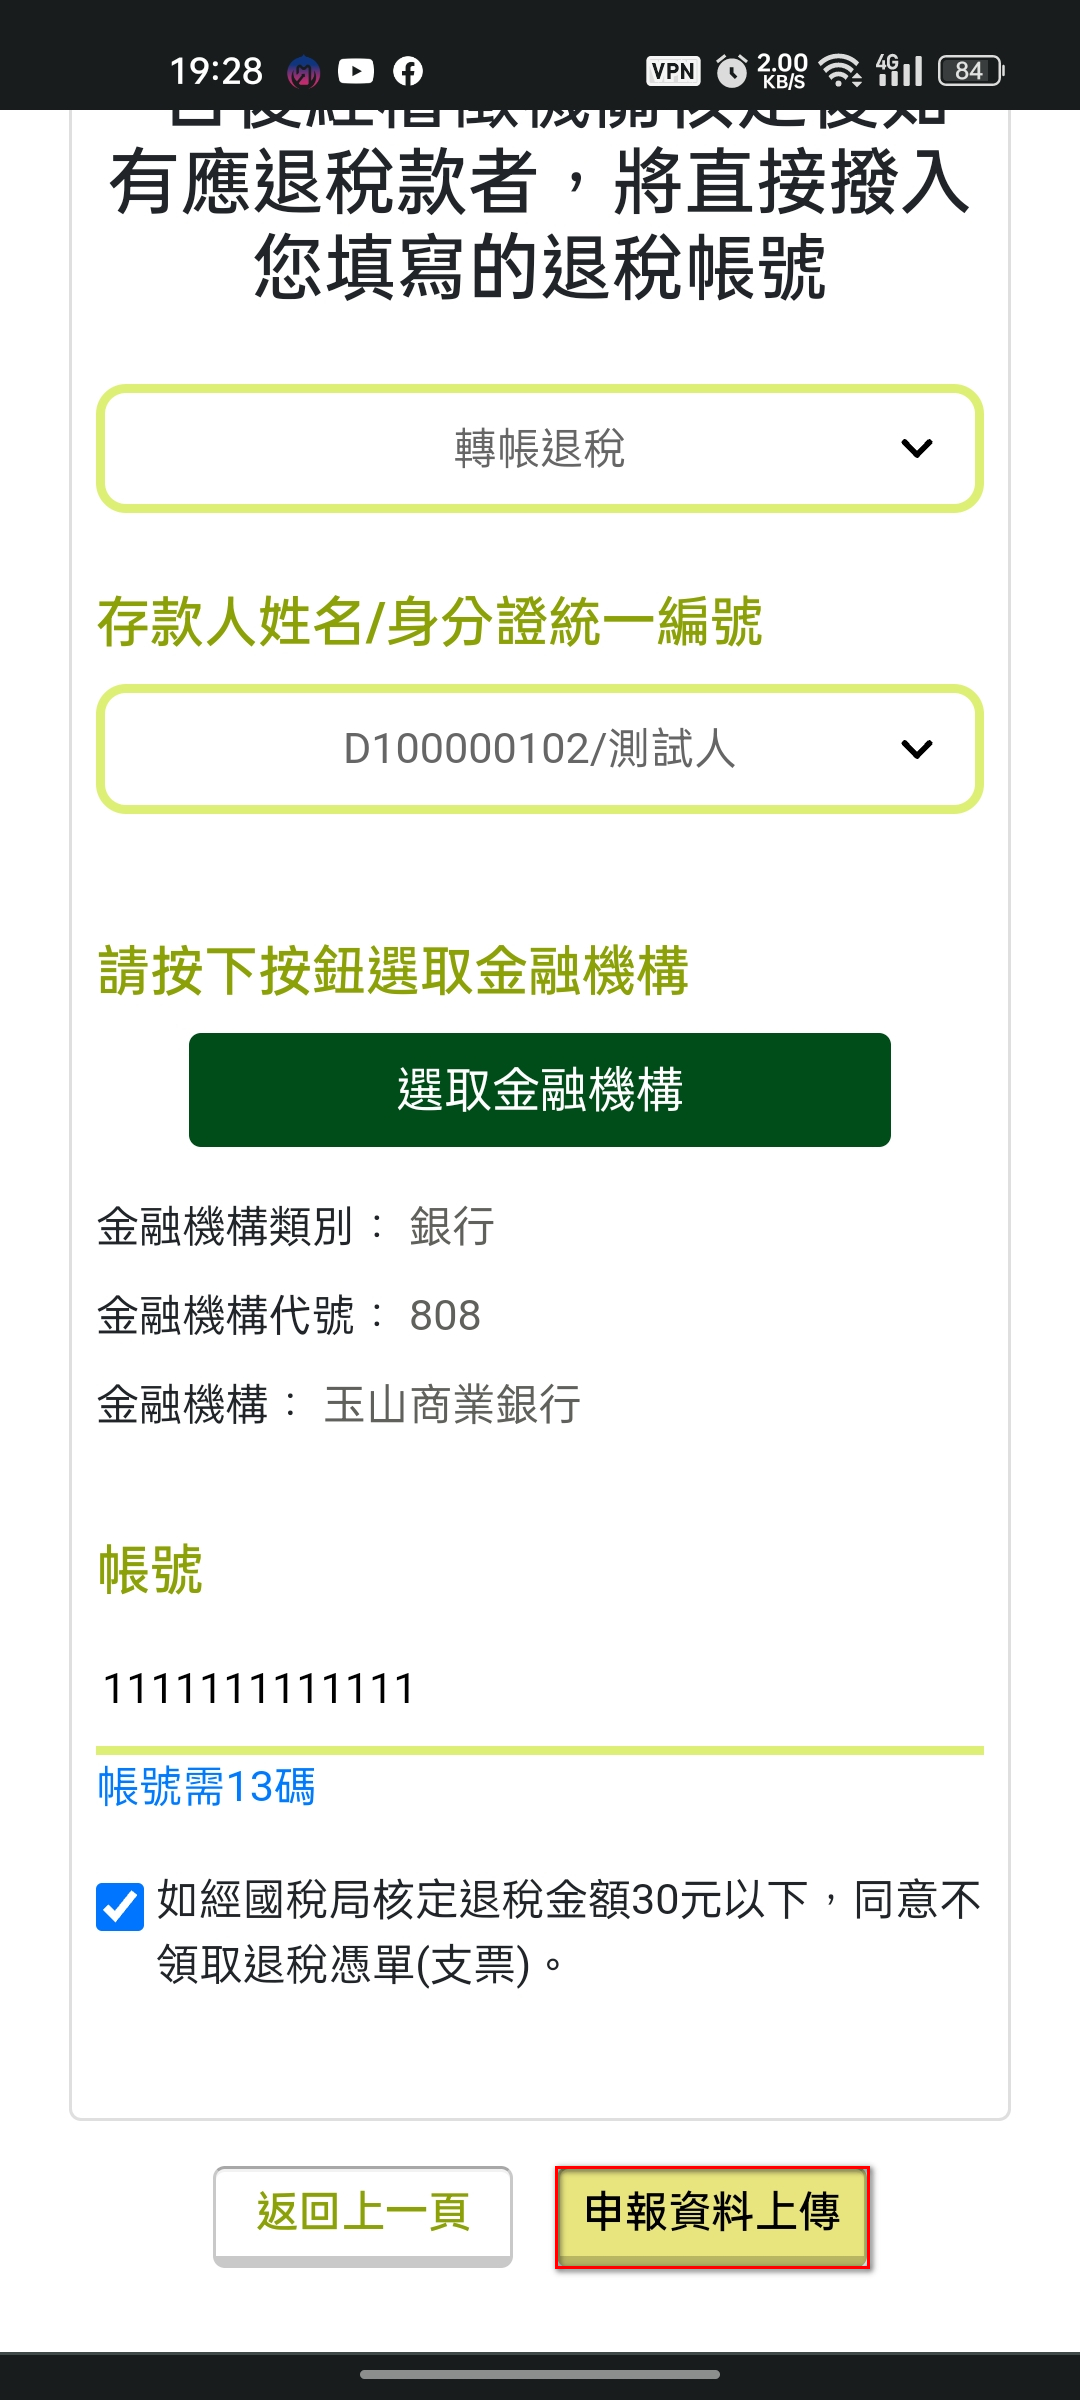 19:28 VPN 2.00 KB/S 4G 84
有應退稅款者，將直接撥入
您填寫的退稅帳號
轉帳退稅
存款人姓名/身分證統一編號
D100000102/測試人
請按下按鈕選取金融機構
選取金融機構
金融機構類別： 銀行
金融機構代號： 808
金融機構： 玉山商業銀行
帳號
1111111111111
帳號需13碼
如經國稅局核定退稅金額30元以下，同意不
領取退稅憑單(支票)。
返回上一頁 申報資料上傳